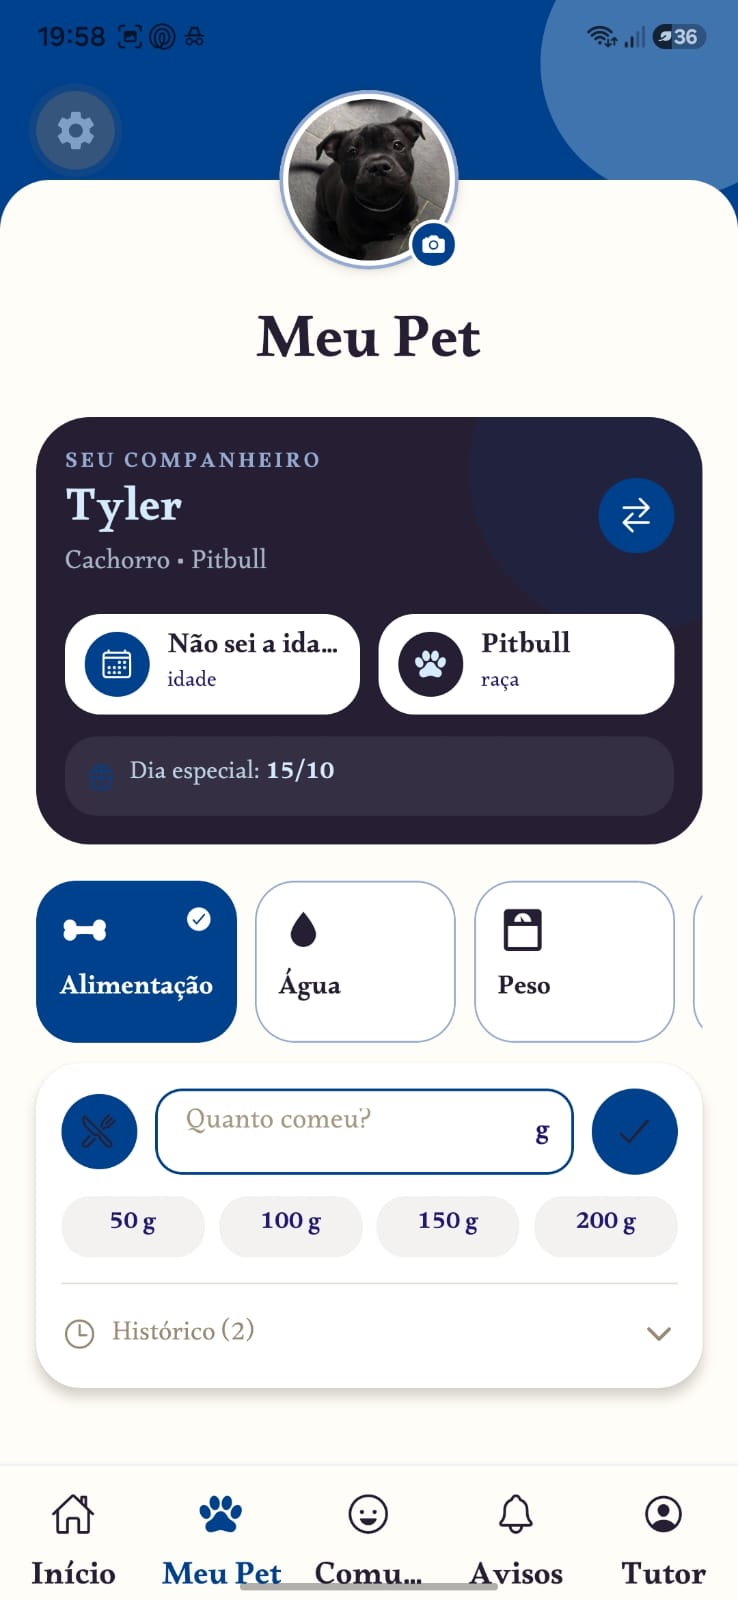 19:58
36
Meu Pet
SEU COMPANHEIRO
Tyler
Cachorro • Pitbull
Não sei a ida...
idade
Pitbull
raça
Dia especial: 15/10
Alimentação
Água
Peso
Quanto comeu?
g
50 g
100 g
150 g
200 g
Histórico (2)
Início
Meu Pet
Comu...
Avisos
Tutor